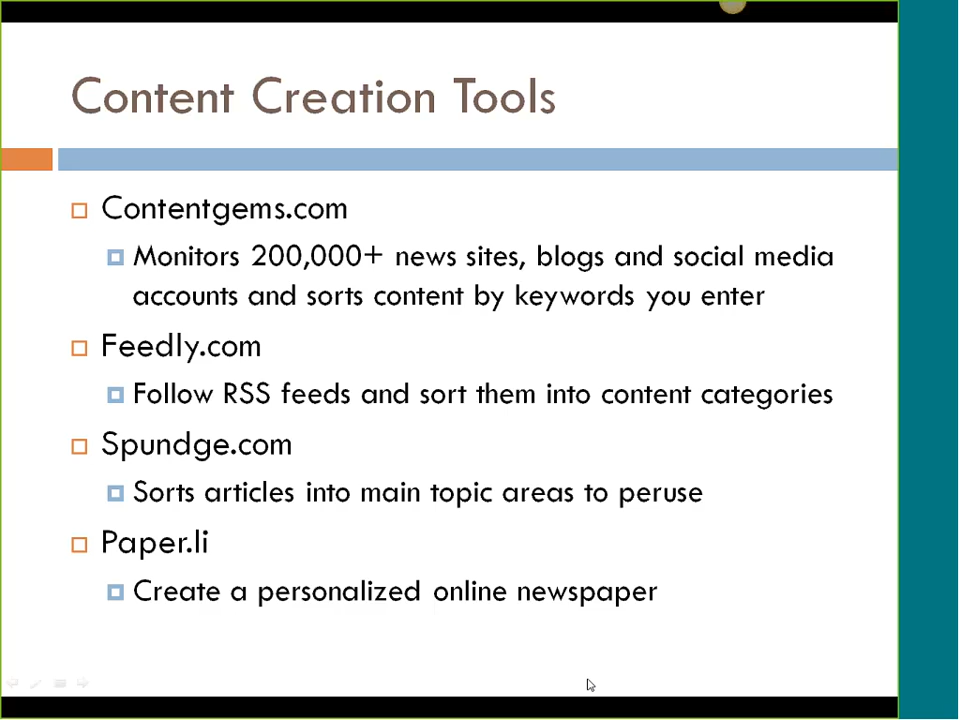 Content Creation Tools
Contentgems.com
Monitors 200,000+ news sites, blogs and social media
accounts and sorts content by keywords you enter
Feedly.com
Follow RSS feeds and sort them into content categories
Spundge.com
Sorts articles into main topic areas to peruse
Paper.li
Create a personalized online newspaper